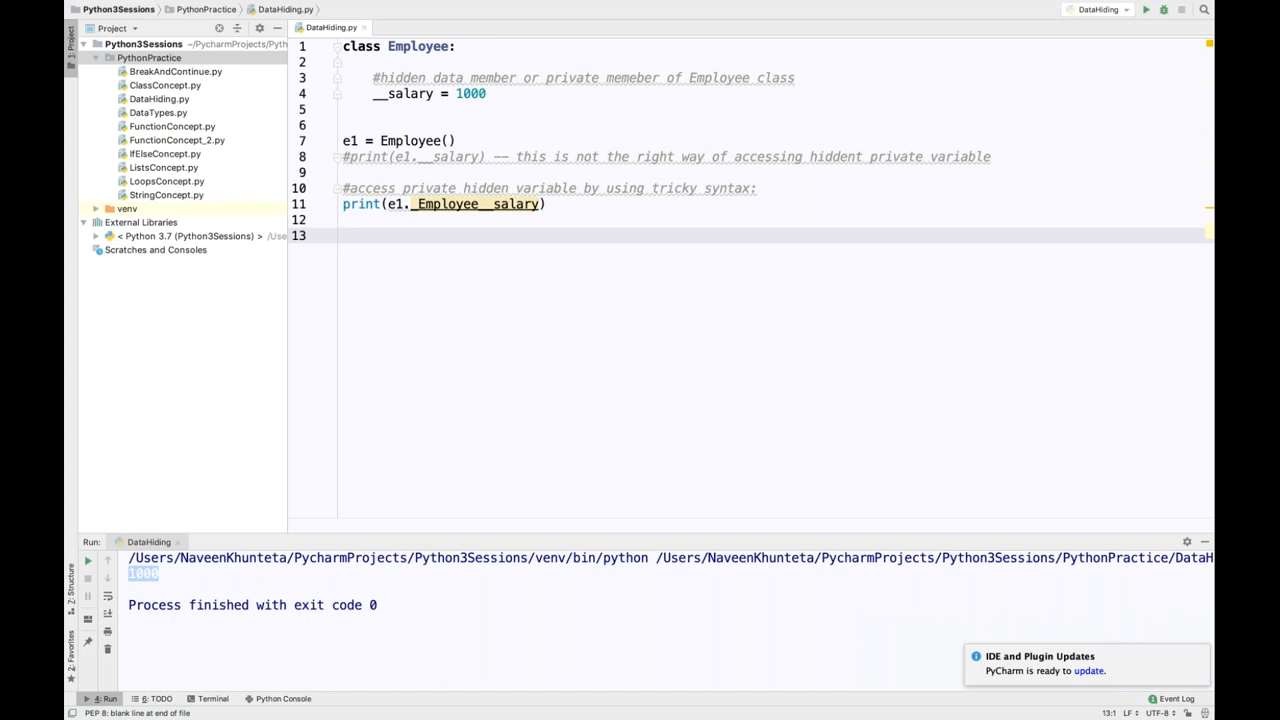 Python3Sessions PythonPractice DataHiding.py DataHiding
1: Project
Project
DataHiding.py
Python3Sessions ~/PycharmProjects/Pyth
PythonPractice
BreakAndContinue.py
ClassConcept.py
DataHiding.py
DataTypes.py
FunctionConcept.py
FunctionConcept_2.py
IfElseConcept.py
ListsConcept.py
LoopsConcept.py
StringConcept.py
venv
External Libraries
< Python 3.7 (Python3Sessions) > /Use
Scratches and Consoles
1 class Employee:
2
3 #hidden data member or private memeber of Employee class
4 __salary = 1000
5
6
7 e1 = Employee()
8 #print(e1.__salary) -- this is not the right way of accessing hiddent private variable
9
10 #access private hidden variable by using tricky syntax:
11 print(e1._Employee__salary)
12
13
Run: DataHiding
/Users/NaveenKhunteta/PycharmProjects/Python3Sessions/venv/bin/python /Users/NaveenKhunteta/PycharmProjects/Python3Sessions/PythonPractice/DataH
1000
Process finished with exit code 0
Z: Structure
2: Favorites
IDE and Plugin Updates
PyCharm is ready to update.
4: Run 6: TODO Terminal Python Console Event Log
PEP 8: blank line at end of file 13:1 LF UTF-8